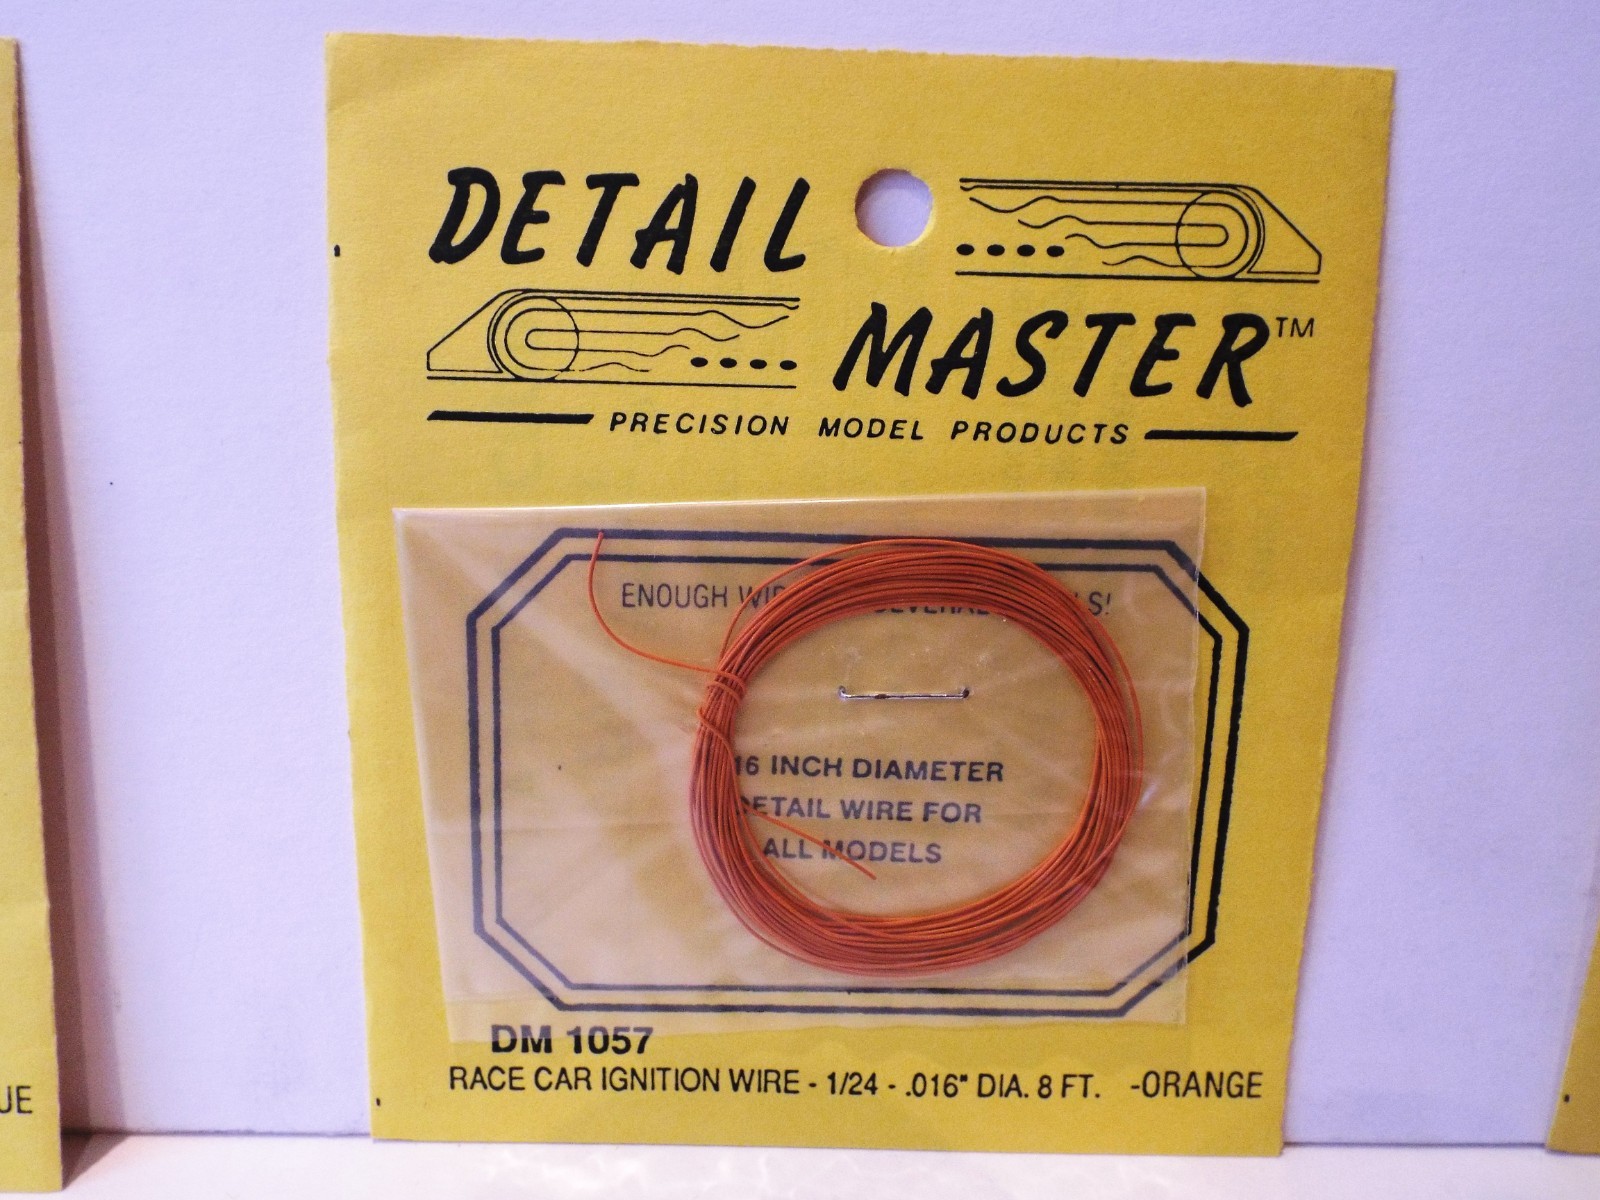 DETAIL
MASTER™
PRECISION MODEL PRODUCTS
ENOUGH
16 INCH DIAMETER
DETAIL WIRE FOR
ALL MODELS
DM 1057
RACE CAR IGNITION WIRE - 1/24 - .016" DIA. 8 FT. -ORANGE
UE